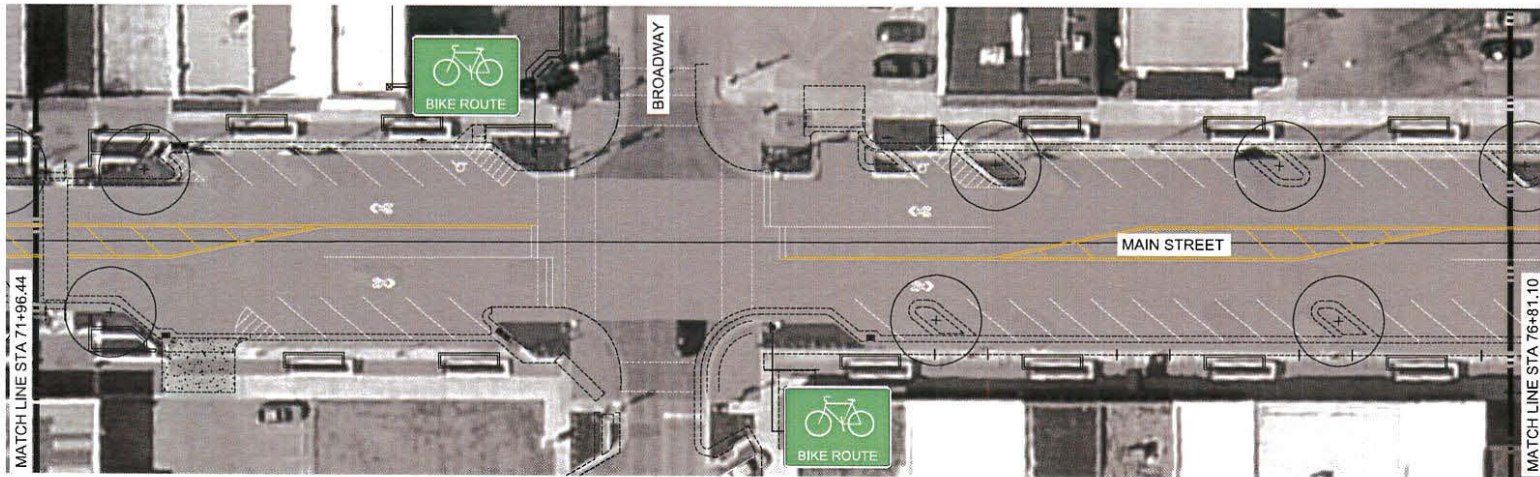 BIKE ROUTE
BROADWAY
MAIN STREET
MATCH LINE STA 71+96.44
MATCH LINE STA 76+81.10
BIKE ROUTE